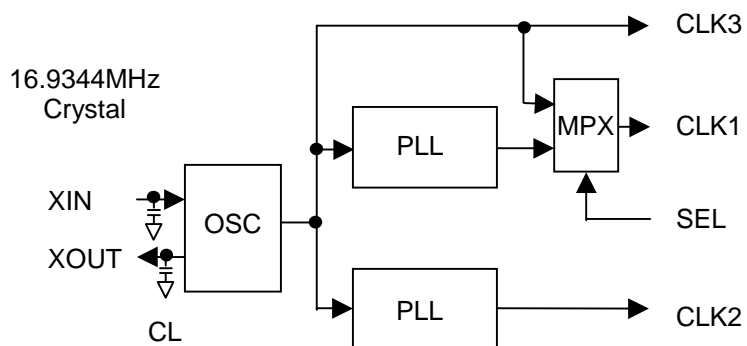 CLK3
16.9344MHz
Crystal
PLL
MPX
CLK1
XIN
OSC
SEL
XOUT
CL
PLL
CLK2